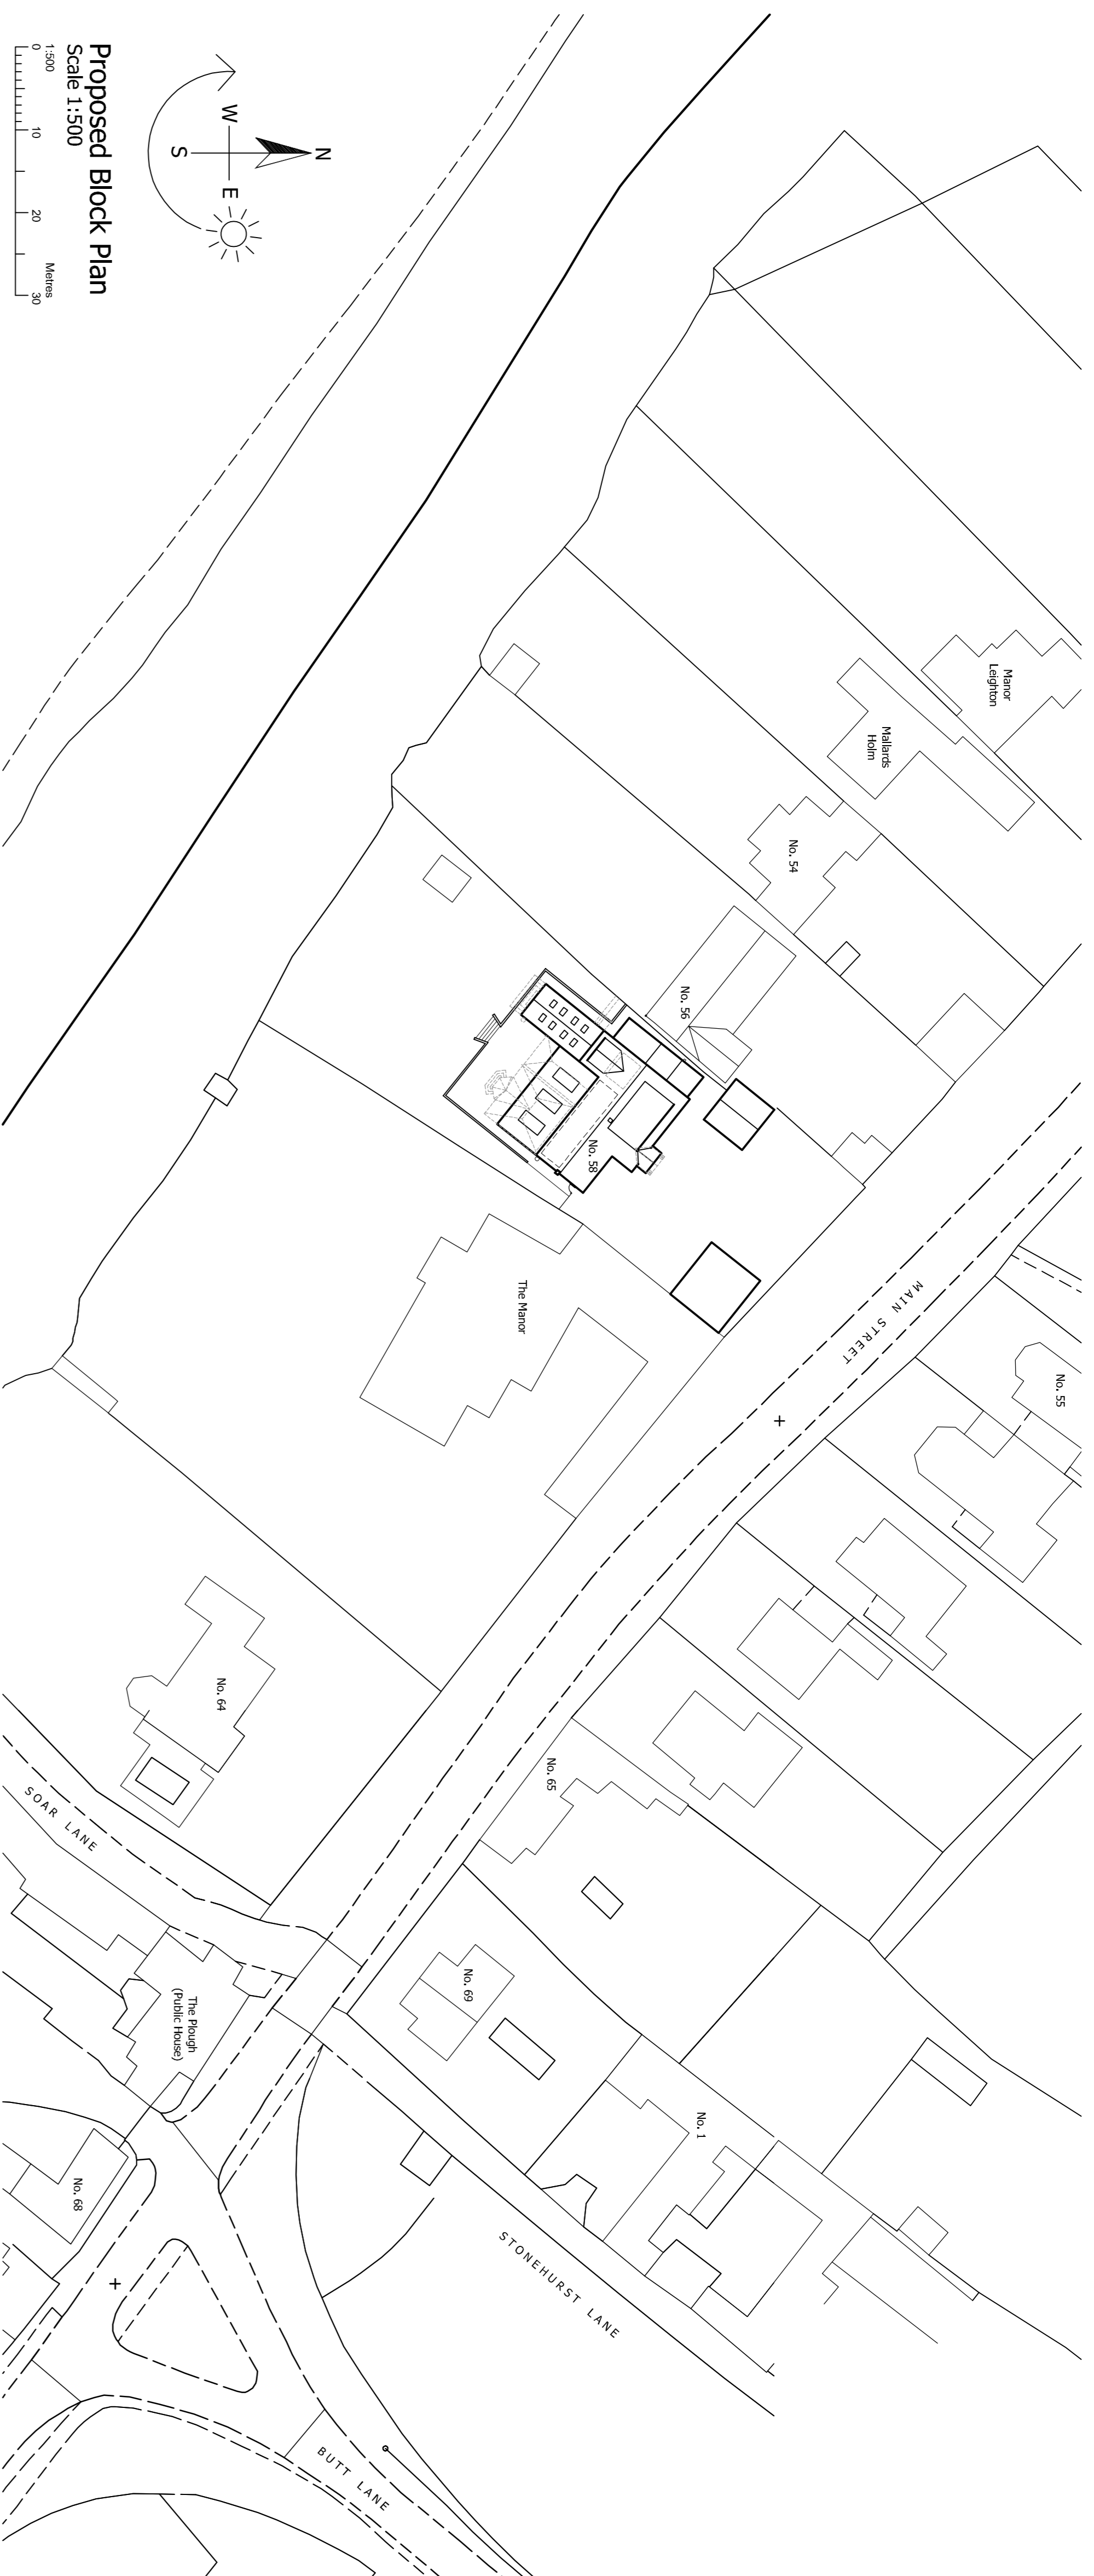 Proposed Block Plan
Scale 1:500
1:500
Metres
0 10 20 30
N
W E
S
Manor
Leighton
Mallards
Holm
No. 54
No. 56
No. 58
The Manor
MAIN STREET
No. 55
No. 64
No. 65
SOAR LANE
No. 69
The Plough
(Public House)
No. 1
No. 68
STONEHURST LANE
BUTT LANE